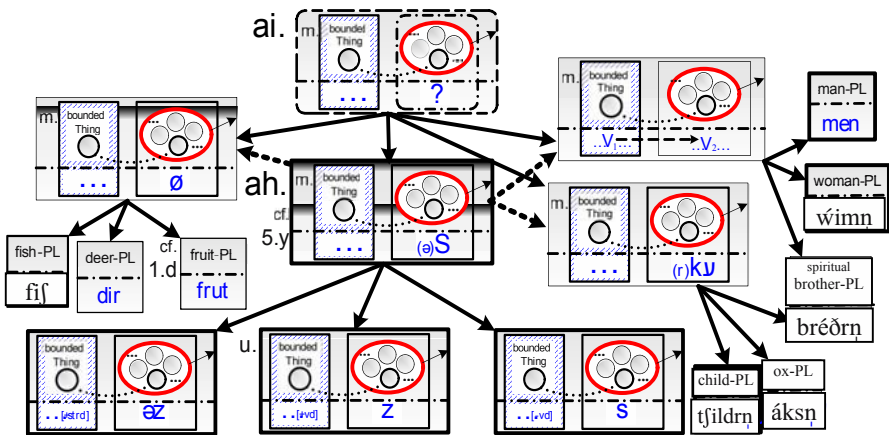 ai.
m.
bounded
Thing
...
...
...
?
m.
bounded
Thing
...
...
...
ø
m.
bounded
Thing
...
...
..V₁...
..V₂...
man-PL
men
woman-PL
ẃimn̩
ah.
m.
cf.
5.y
bounded
Thing
...
...
...
(ə)S
m.
bounded
Thing
...
...
...
fish-PL
fiʃ
deer-PL
dir
cf.
1.d
fruit-PL
frut
spiritual
brother-PL
bréðrn̩
bounded
Thing
...
...
əz
u.
bounded
Thing
...
...
z
bounded
Thing
...
...
s
child-PL
tʃildrn̩
ox-PL
áksn̩